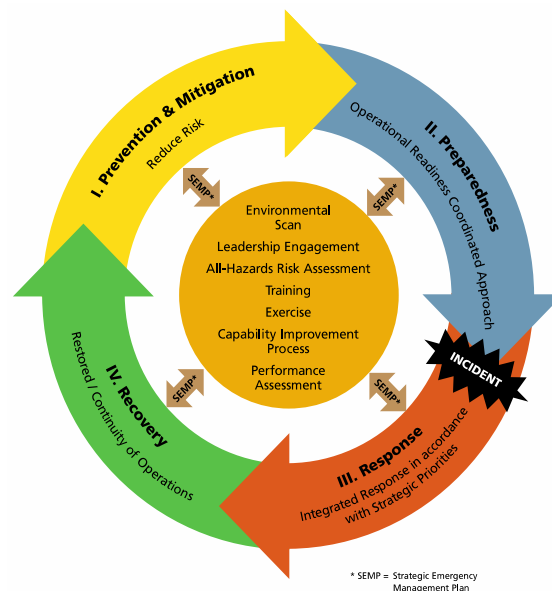 I. Prevention & Mitigation
Reduce Risk
II. Preparedness
Operational Readiness Coordinated Approach
SEMP*
SEMP*
Environmental
Scan
Leadership Engagement
All-Hazards Risk Assessment
Training
Exercise
Capability Improvement
Process
Performance
Assessment
INCIDENT
SEMP*
SEMP*
IV. Recovery
Restored / Continuity of Operations
III. Response
Integrated Response in accordance
with Strategic Priorities
* SEMP = Strategic Emergency
Management Plan